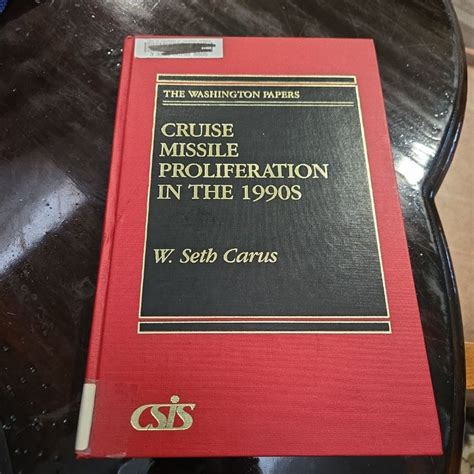 THE WASHINGTON PAPERS
CRUISE
MISSILE
PROLIFERATION
IN THE 1990S
W. Seth Carus
CSIS